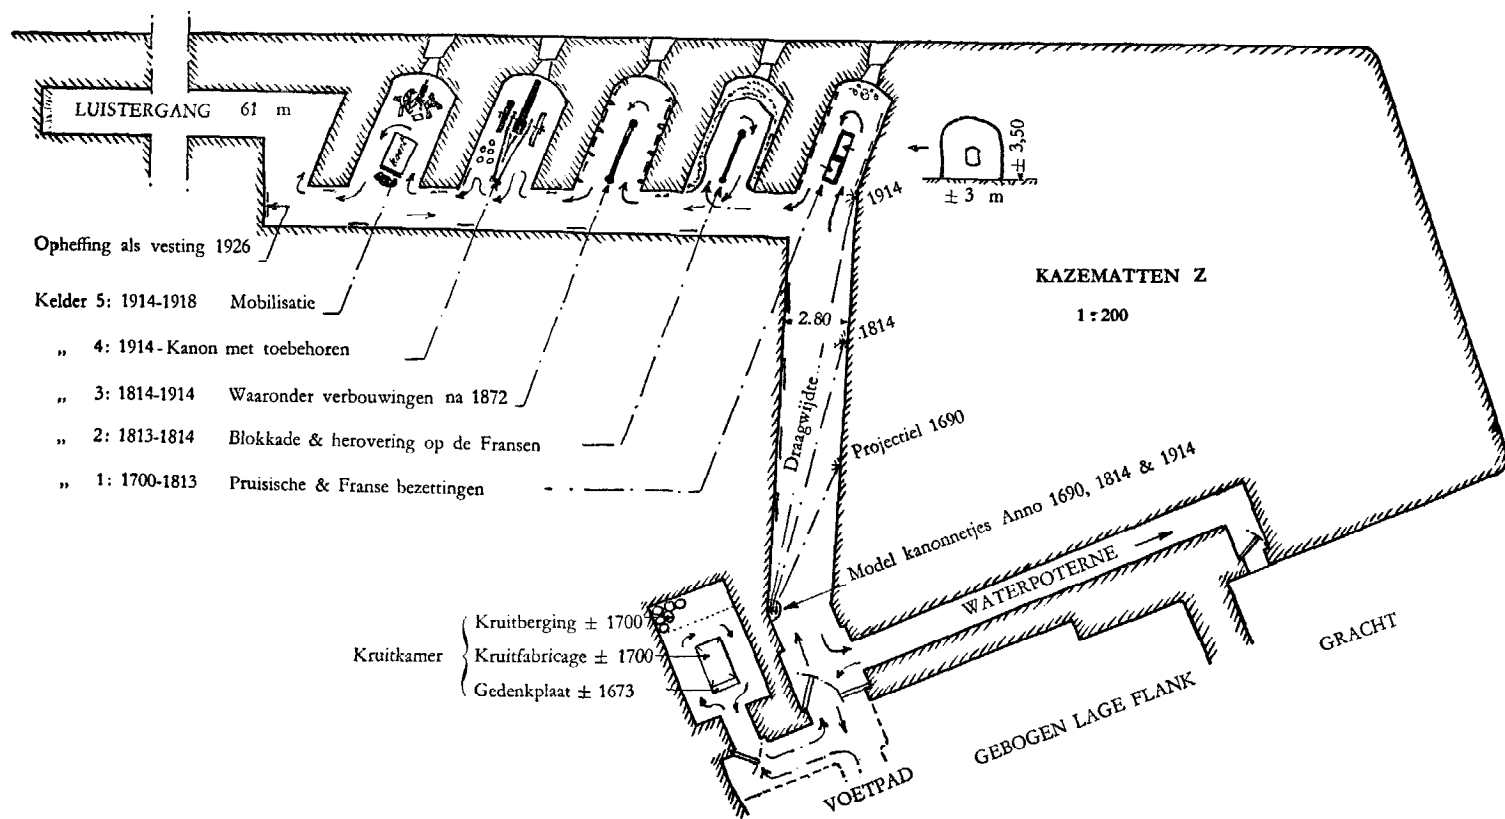 LUISTERGANG 61 m
± 3,50
± 3 m
1914
Opheffing als vesting 1926
KAZEMATTEN Z
1 : 200
Kelder 5: 1914-1918 Mobilisatie
2.80
1814
„ 4: 1914-Kanon met toebehoren
„ 3: 1814-1914 Waaronder verbouwingen na 1872
Draagwijdte
„ 2: 1813-1814 Blokkade & herovering op de Fransen
Projectiel 1690
„ 1: 1700-1813 Pruisische & Franse bezettingen
Model kanonnetjes Anno 1690, 1814 & 1914
WATERPOTERNE
Kruitkamer
Kruitberging ± 1700
Kruitfabricage ± 1700
Gedenkplaat ± 1673
GRACHT
GEBOGEN LAGE FLANK
VOETPAD